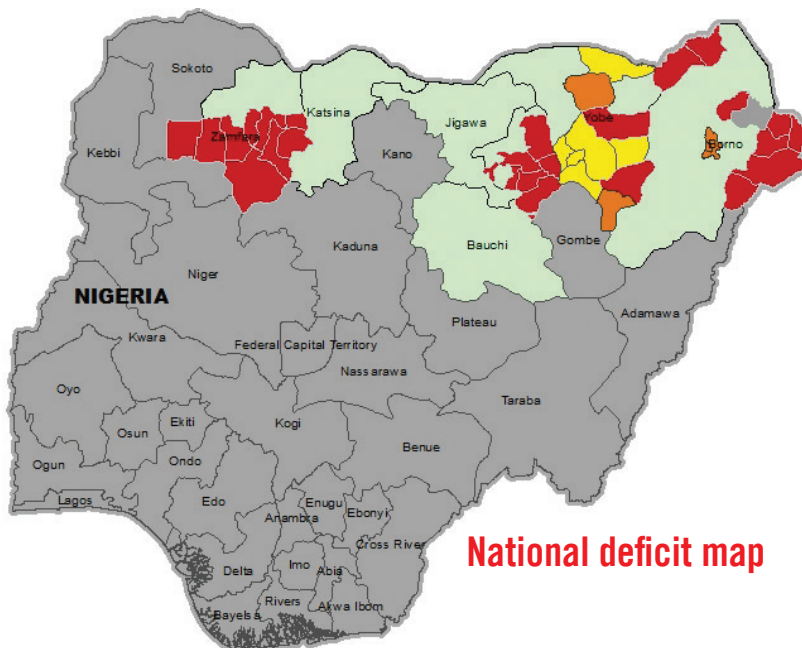 Sokoto
Katsina
Jigawa
Yobe
Zamfara
Borno
Kebbi
Kano
Bauchi
Gombe
Kaduna
Niger
NIGERIA
Adamawa
Plateau
Kwara
Federal Capital Territory
Nassarawa
Oyo
Taraba
Ekiti
Kogi
Osun
Benue
Ondo
Ogun
Lagos
Edo
Enugu
Ebonyi
Anambra
Cross River
National deficit map
Imo
Abia
Delta
Rivers
Akwa Ibom
Bayelsa